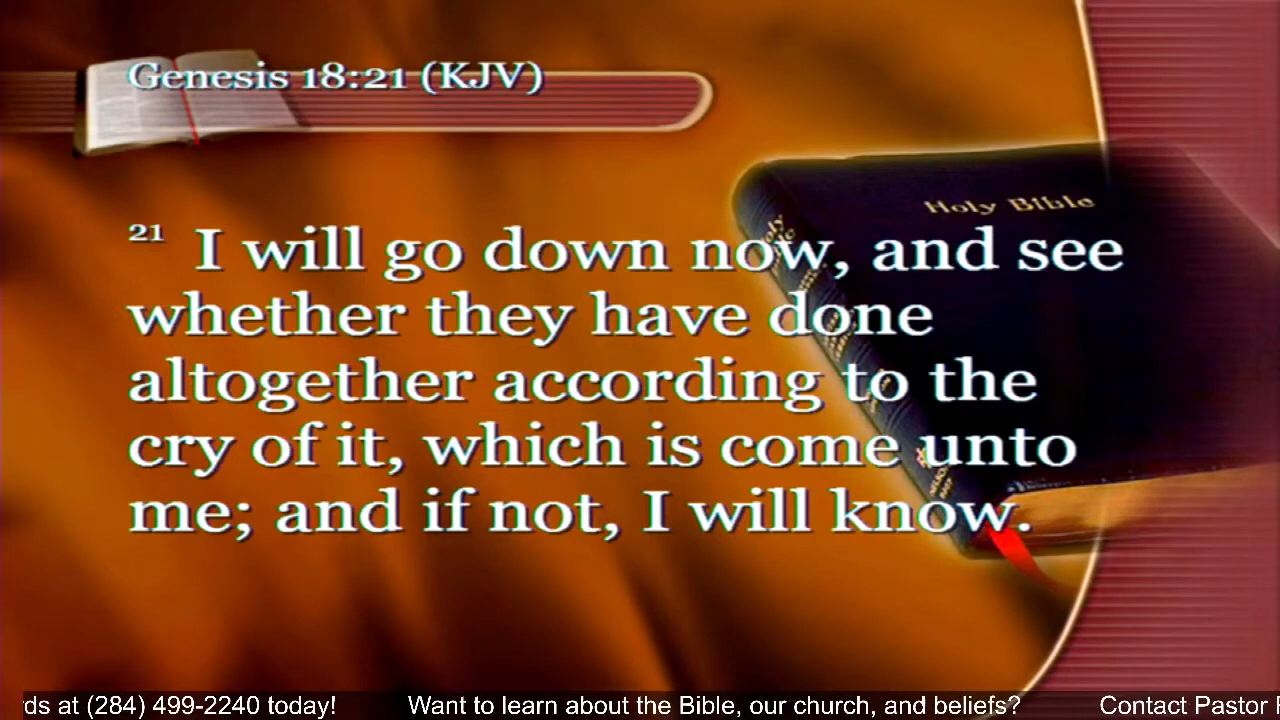 Genesis 18:21 (KJV)
Holy Bible
21 I will go down now, and see
whether they have done
altogether according to the
cry of it, which is come unto
me; and if not, I will know.
ds at (284) 499-2240 today! Want to learn about the Bible, our church, and beliefs? Contact Pastor